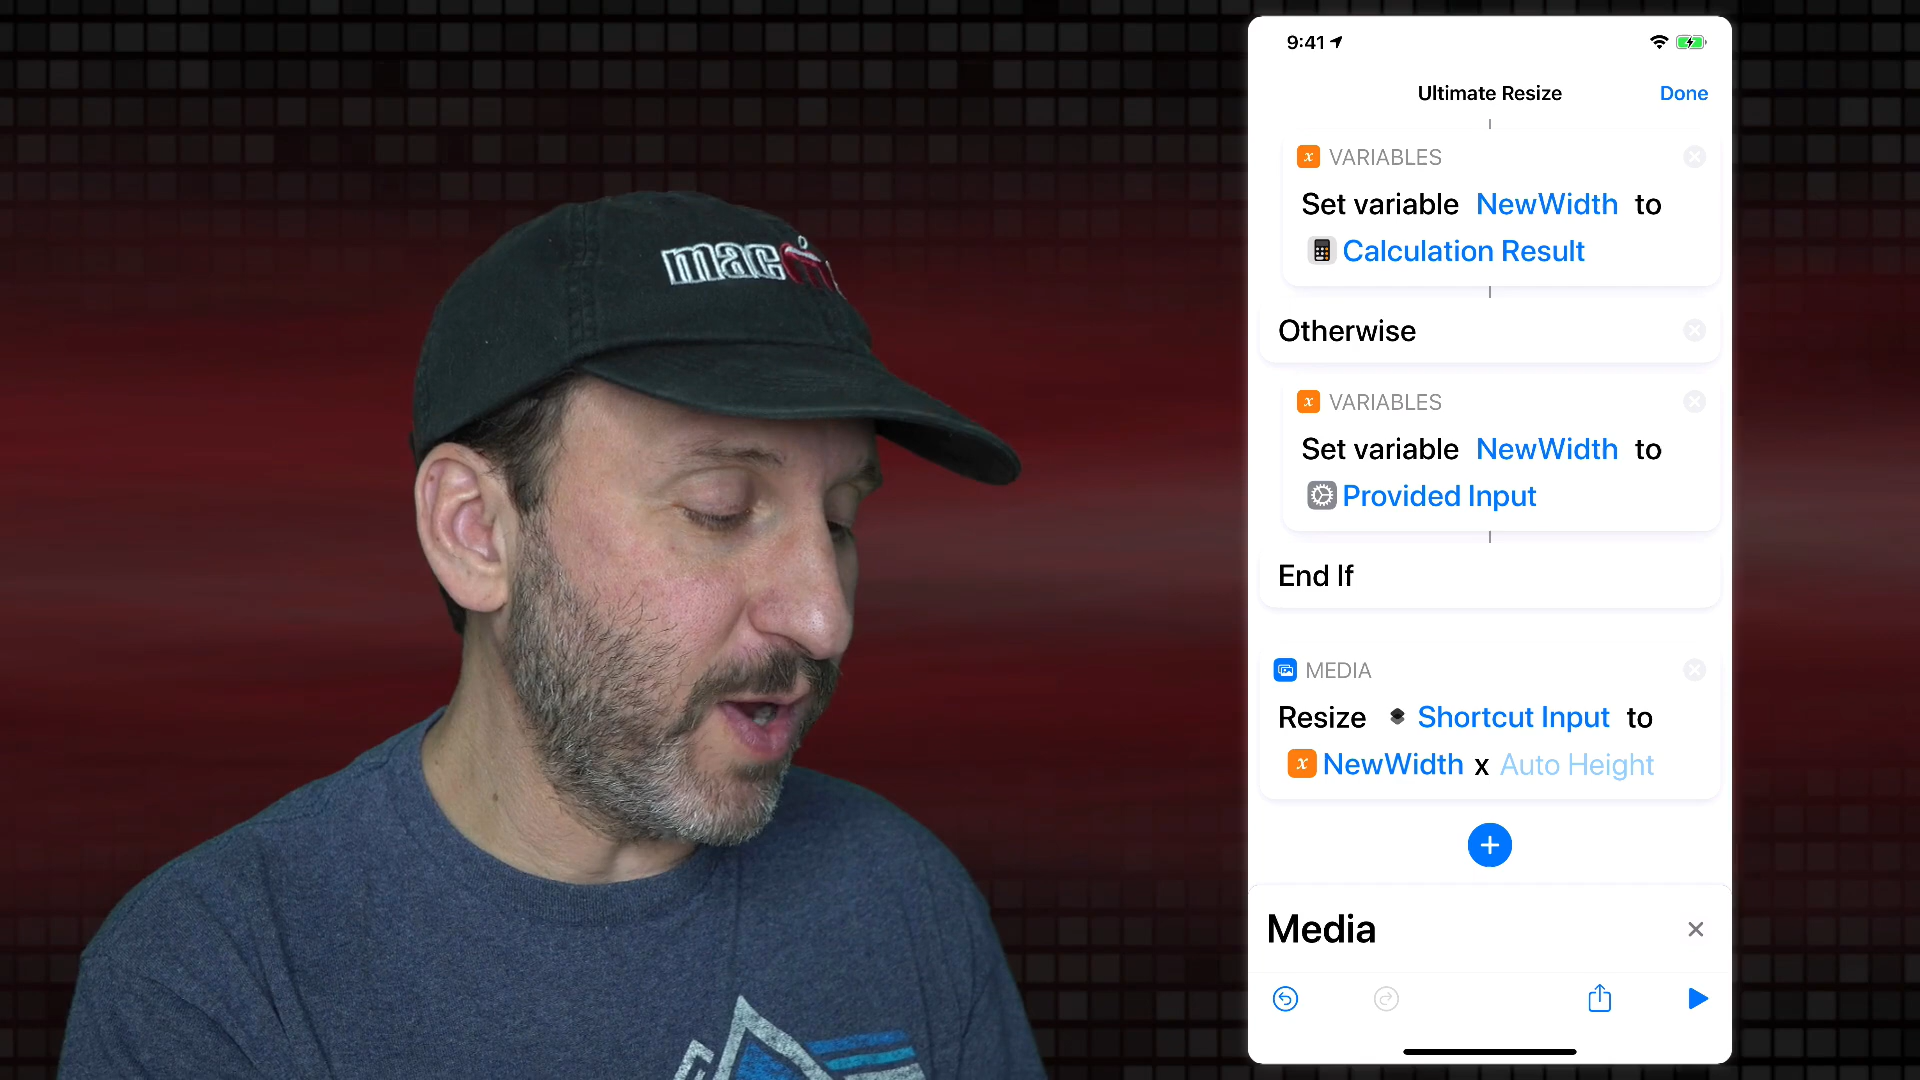 mac
9:41
Ultimate Resize
Done
x VARIABLES
Set variable NewWidth to
Calculation Result
Otherwise
x VARIABLES
Set variable NewWidth to
Provided Input
End If
MEDIA
Resize Shortcut Input to
x NewWidth x Auto Height
Media